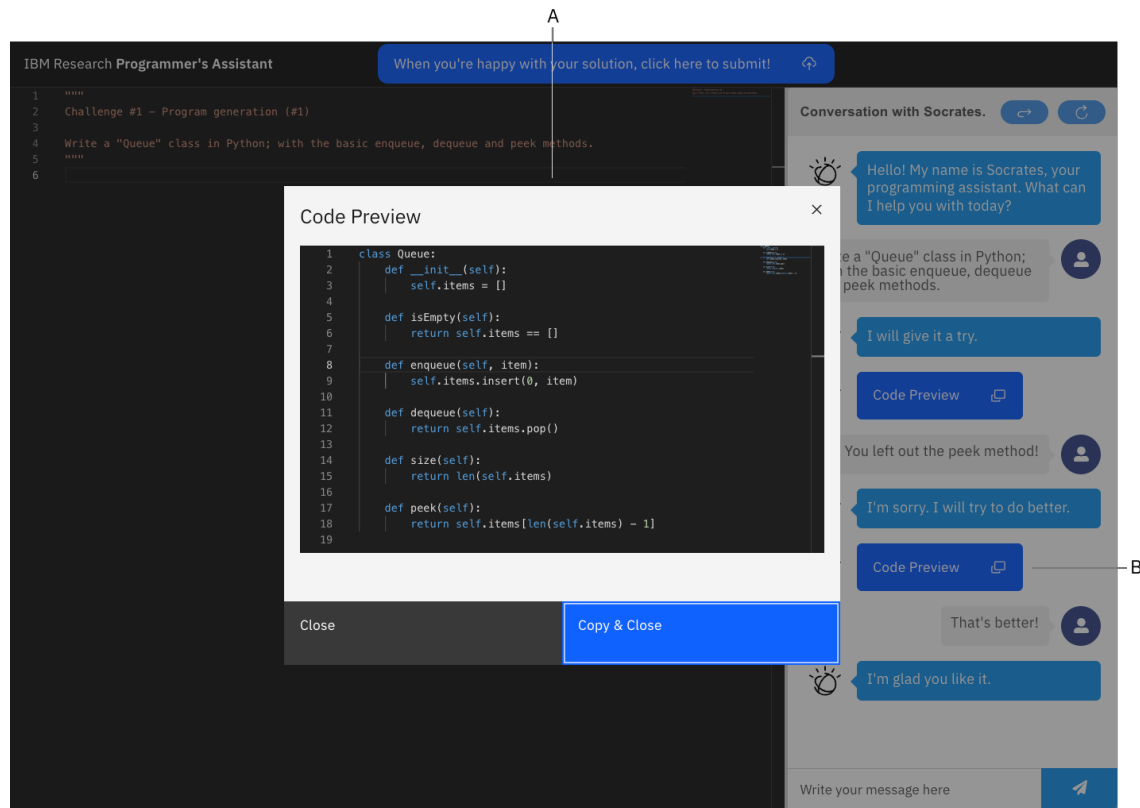 A
IBM Research Programmer's Assistant
When you're happy with your solution, click here to submit!
1 """
2 Challenge #1 – Program generation (#1)
3
4 Write a "Queue" class in Python; with the basic enqueue, dequeue and peek methods.
5 """
6
Code Preview
1 class Queue:
2 def __init__(self):
3 self.items = []
4
5 def isEmpty(self):
6 return self.items == []
7
8 def enqueue(self, item):
9 self.items.insert(0, item)
10
11 def dequeue(self):
12 return self.items.pop()
13
14 def size(self):
15 return len(self.items)
16
17 def peek(self):
18 return self.items[len(self.items) – 1]
19
Close
Copy & Close
Conversation with Socrates.
Hello! My name is Socrates, your
programming assistant. What can
I help you with today?
a "Queue" class in Python;
the basic enqueue, dequeue
peek methods.
I will give it a try.
Code Preview
You left out the peek method!
I'm sorry. I will try to do better.
Code Preview
B
That's better!
I'm glad you like it.
Write your message here